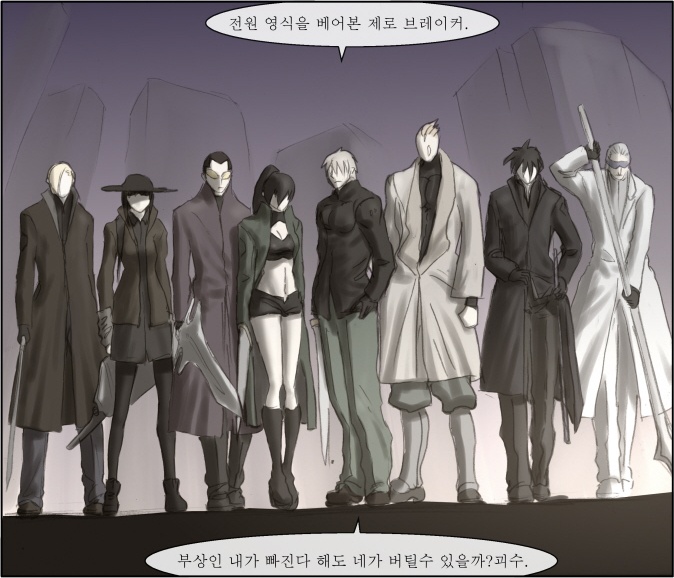 전원 영식을 베어본 제로 브레이커.
부상인 내가 빠진다 해도 네가 버틸수 있을까?괴수.